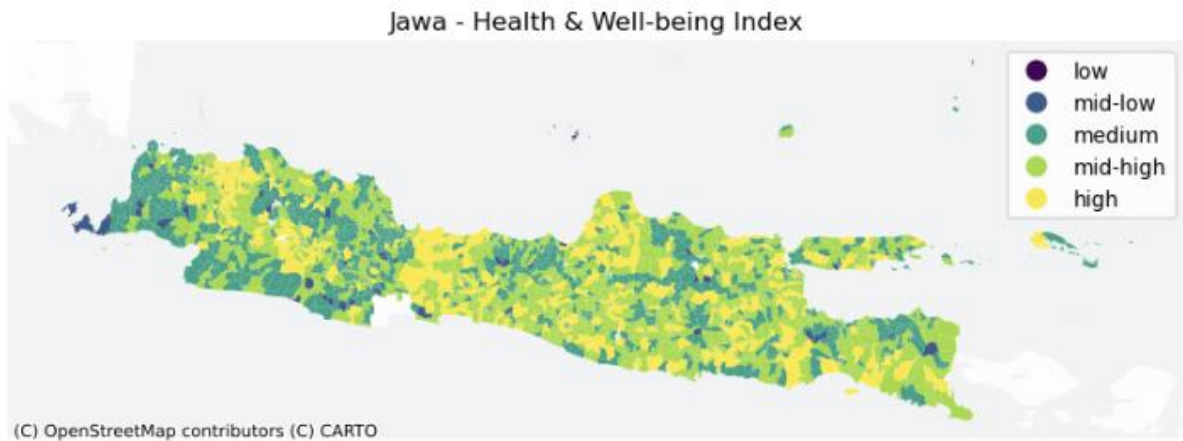 Jawa - Health & Well-being Index
low
mid-low
medium
mid-high
high
(C) OpenStreetMap contributors (C) CARTO